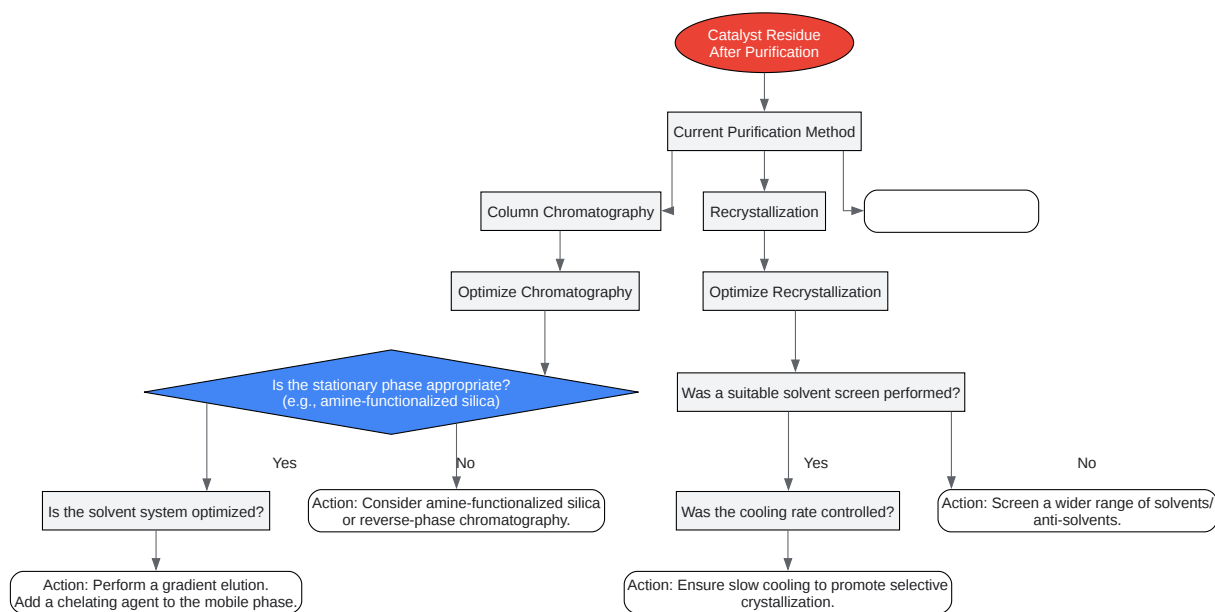 Catalyst Residue
After Purification
Current Purification Method
Column Chromatography
Recrystallization
Optimize Chromatography
Optimize Recrystallization
Is the stationary phase appropriate?
(e.g., amine-functionalized silica)
Was a suitable solvent screen performed?
Yes
No
Yes
No
Is the solvent system optimized?
Action: Consider amine-functionalized silica
or reverse-phase chromatography.
Was the cooling rate controlled?
Action: Screen a wider range of solvents/
anti-solvents.
Action: Perform a gradient elution.
Add a chelating agent to the mobile phase.
Action: Ensure slow cooling to promote selective
crystallization.